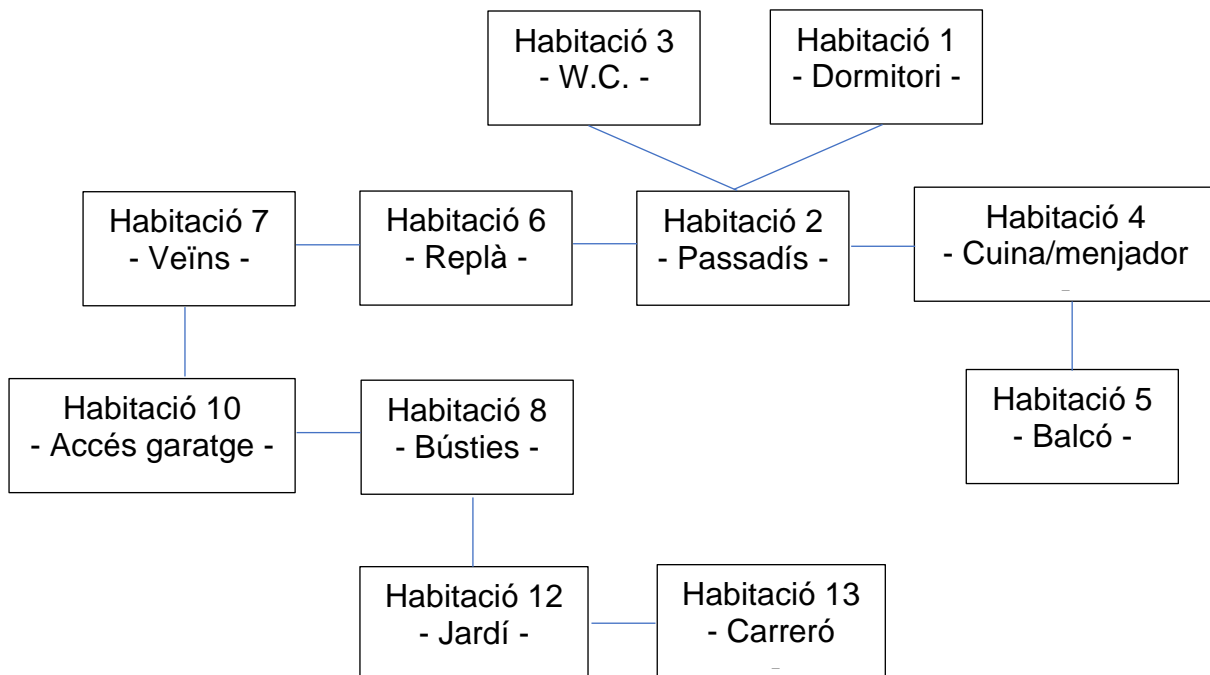 Habitació 3
- W.C. -
Habitació 1
- Dormitori -
Habitació 7
- Veïns -
Habitació 6
- Replà -
Habitació 2
- Passadís -
Habitació 4
- Cuina/menjador
-
Habitació 10
- Accés garatge -
Habitació 8
- Bústies -
Habitació 5
- Balcó -
Habitació 12
- Jardí -
Habitació 13
- Carreró
-